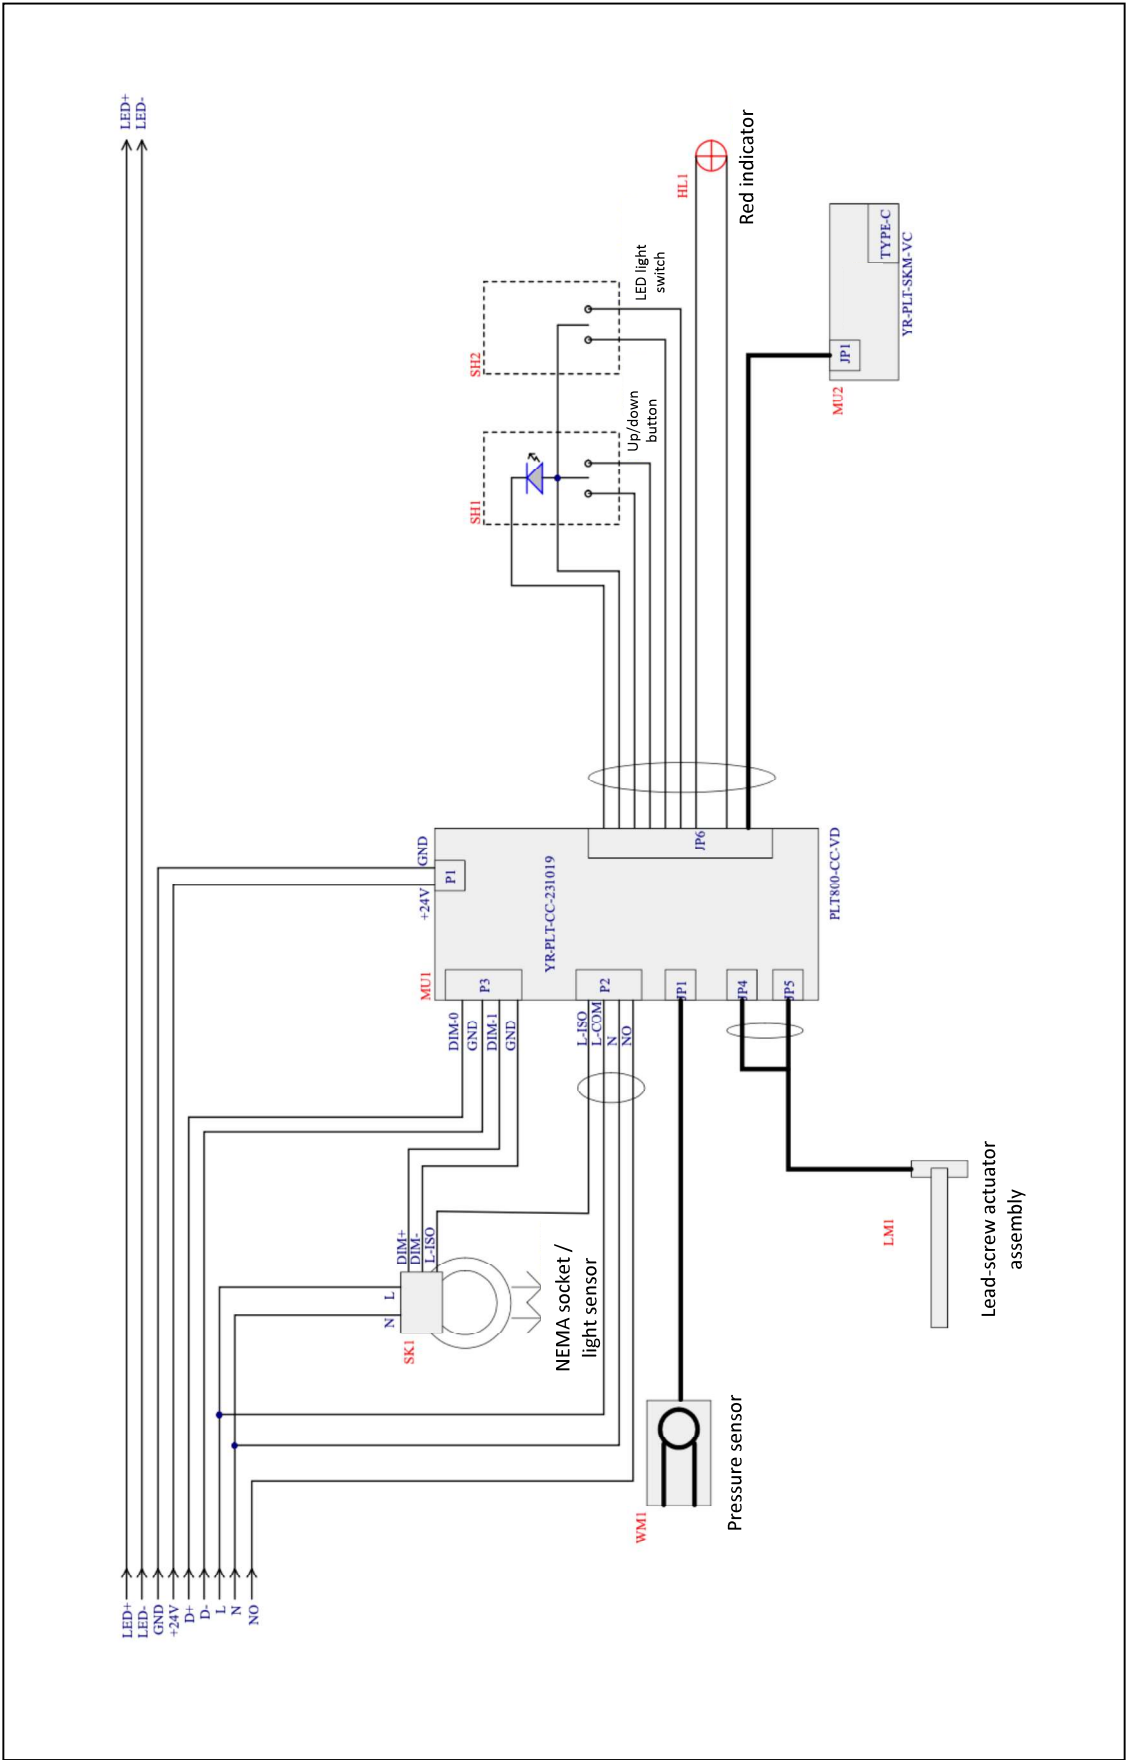 LED+
LED-
LED+
LED-
GND
+24V
D+
D-
L
N
NO
SK1
N
L
DIM+
DIM-
L-ISO
NEMA socket /
light sensor
WM1
Pressure sensor
LM1
Lead-screw actuator
assembly
MU1
P3
DIM-0
GND
DIM-1
GND
P2
L-ISO
L-COM
N
NO
JP1
JP4
JP5
P1
+24V
GND
YR-PLT-CC-231019
JP6
PLT800-CC-VD
SH1
Up/down
button
SH2
LED light
switch
HL1
Red indicator
MU2
JP1
TYPE-C
YR-PLT-SKM-VC